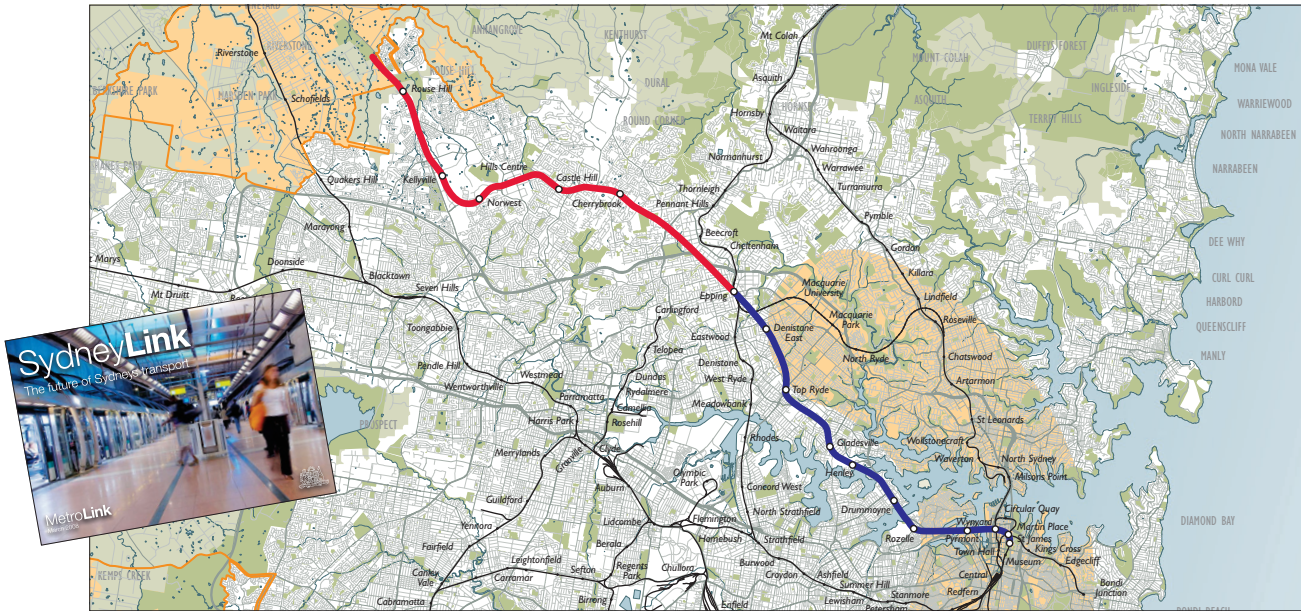 Riverstone
RIVERSTONE
ANNANGROVE
KENTHURST
Mt Colah
DUFFYS FOREST
MOUNT COLAH
MONA VALE
ROUSE HILL
Rouse Hill
DURAL
Asquith
ASQUITH
INGLESIDE
MARSDEN PARK
Schofields
WARRIEWOOD
ROUND CORNER
Hornsby
TERREY HILLS
Waitara
NORTH NARRABEEN
Normanhurst
Wahroonga
Warrawee
NARRABEEN
Quakers Hill
Kellyville
Hills Centre
Castle Hill
Cherrybrook
Norwest
Thornleigh
Turramurra
Pennant Hills
Pymble
Marayong
Beecroft
Cheltenham
Gordon
DEE WHY
Doonside
Blacktown
Killara
CURL CURL
Mt Druitt
Seven Hills
Epping
Macquarie
University
Lindfield
HARBORD
Carlingford
Macquarie
Park
Roseville
QUEENSCLIFF
Toongabbie
Eastwood
Denistone
East
Telopea
North Ryde
Chatswood
MANLY
SydneyLink
The future of Sydneys transport
Pendle Hill
Denistone
Dundas
West Ryde
Wentworthville
Westmead
Rydalmere
Top Ryde
Artarmon
Parramatta
Camellia
Meadowbank
Harris Park
Rosehill
St Leonards
PROSPECT
Rhodes
Gladesville
Wollstonecraft
Merrylands
Granville
Clyde
Henley
Waverton
North Sydney
Olympic
Park
Milsons Point
Auburn
Concord West
Guildford
North Strathfield
Drummoyne
Circular Quay
MetroLink
Yennora
Lidcombe
Flemington
Rozelle
Wynyard
Martin Place
DIAMOND BAY
Fairfield
Berala
Homebush
Strathfield
Pyrmont
St James
Town Hall
Kings Cross
Museum
Edgecliff
Leightonfield
Sefton
Regents
Park
Chullora
Burwood
Croydon
Ashfield
Summer Hill
Central
Redfern
Bondi
Junction
KEMPS CREEK
Canley
Vale
Carramar
Cabramatta
Birrong
Enfield
Lewisham
Stanmore
Petersham